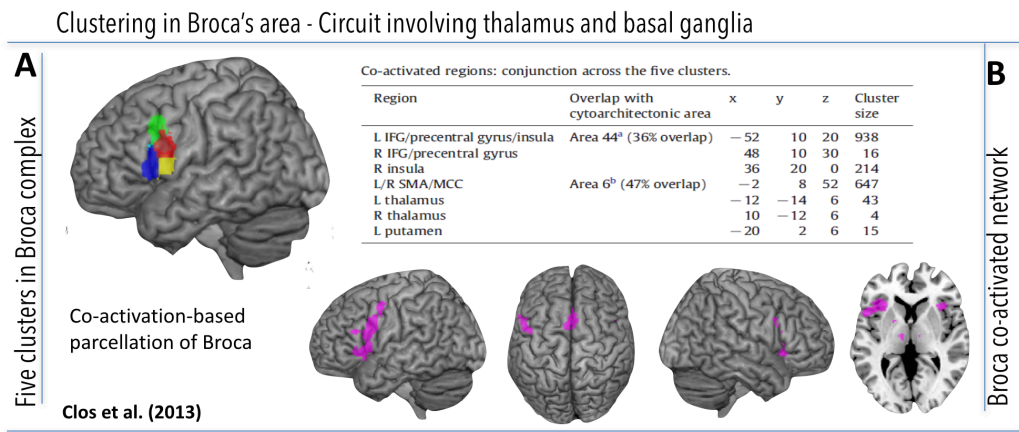 Clustering in Broca's area - Circuit involving thalamus and basal ganglia
A
Five clusters in Broca complex
Co-activation-based
parcellation of Broca
Clos et al. (2013)
Co-activated regions: conjunction across the five clusters.
Region Overlap with cytoarchitectonic area x y z Cluster size
L IFG/precentral gyrus/insula Area 44ᵃ (36% overlap) −52 10 20 938
R IFG/precentral gyrus 48 10 30 16
R insula 36 20 0 214
L/R SMA/MCC Area 6ᵇ (47% overlap) −2 8 52 647
L thalamus −12 −14 6 43
R thalamus 10 −12 6 4
L putamen −20 2 6 15
B
Broca co-activated network